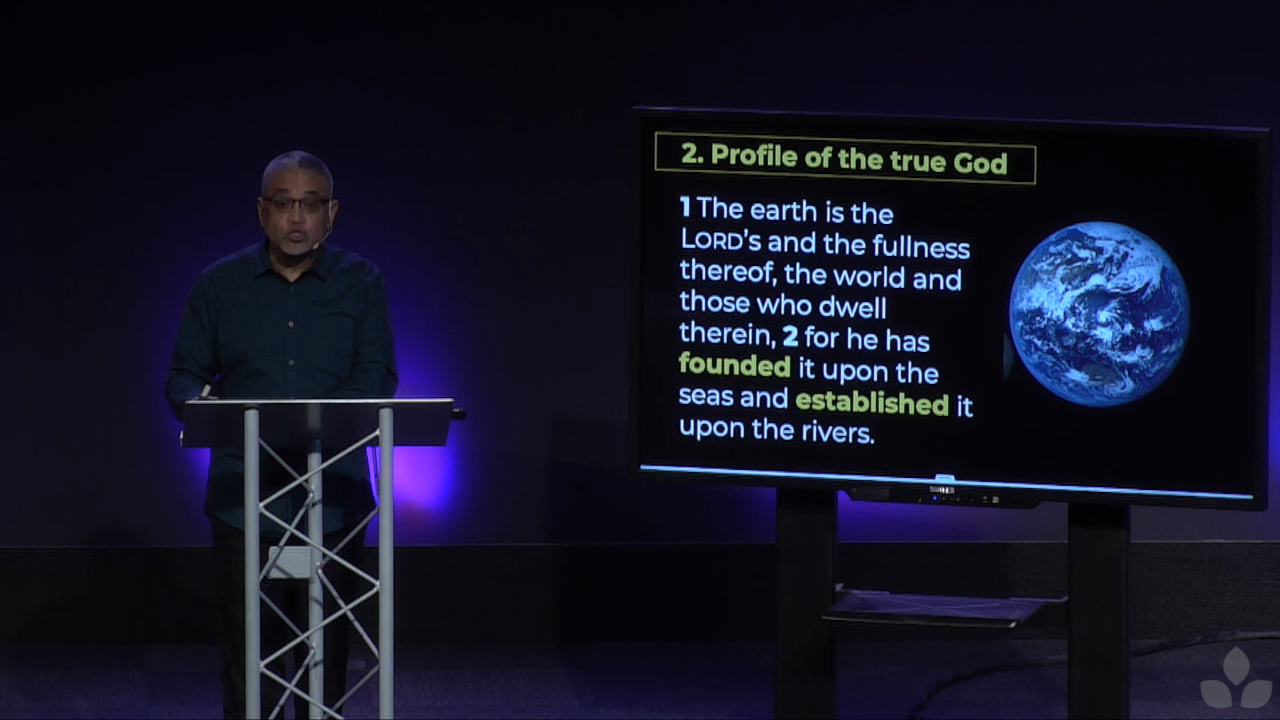 2. Profile of the true God
1 The earth is the
LORD's and the fullness
thereof, the world and
those who dwell
therein, 2 for he has
founded it upon the
seas and established it
upon the rivers.